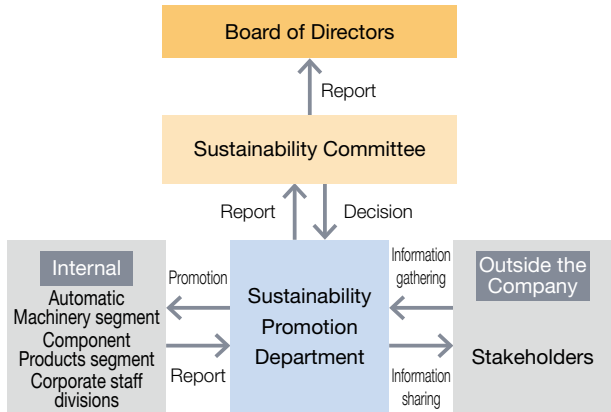 Board of Directors
Report
Sustainability Committee
Report
Decision
Internal
Automatic
Machinery segment
Component
Products segment
Corporate staff
divisions
Promotion
Report
Sustainability
Promotion
Department
Information
gathering
Information
sharing
Outside the
Company
Stakeholders